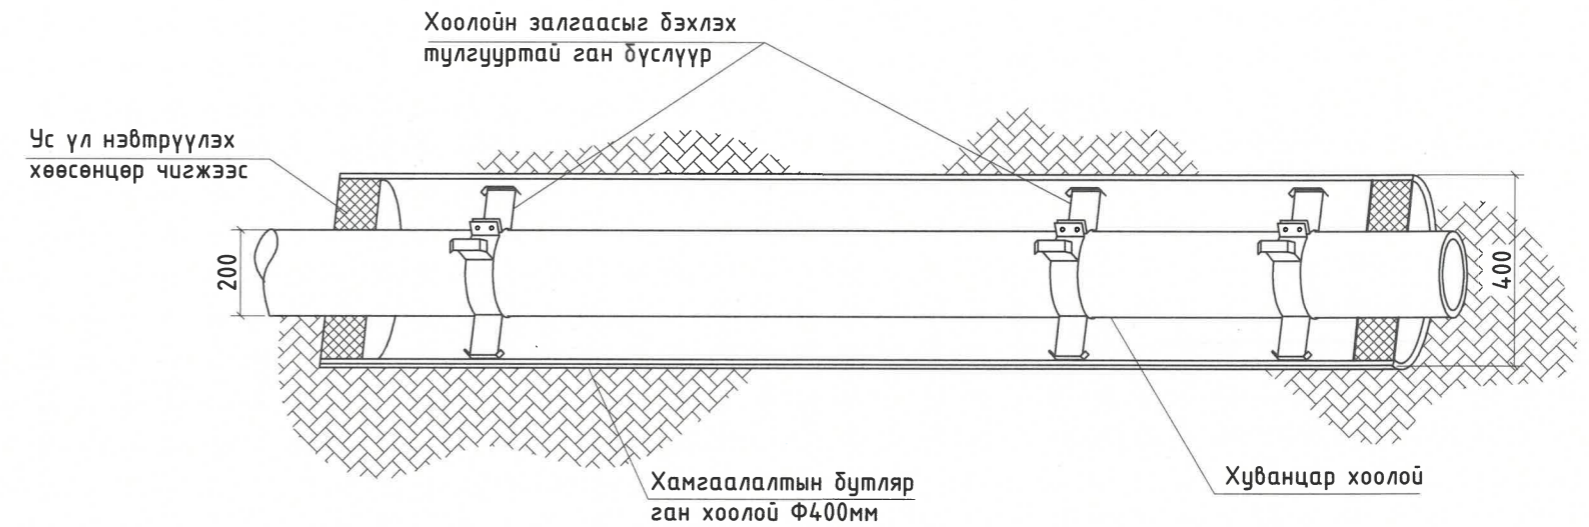 Хоолойн залгаасыг бэхлэх
тулгууртай ган бүслүүр
Ус үл нэвтрүүлэх
хөөсөнцөр чигжээс
200
400
Хамгаалалтын бутляр
ган хоолой Ф400мм
Хуванцар хоолой